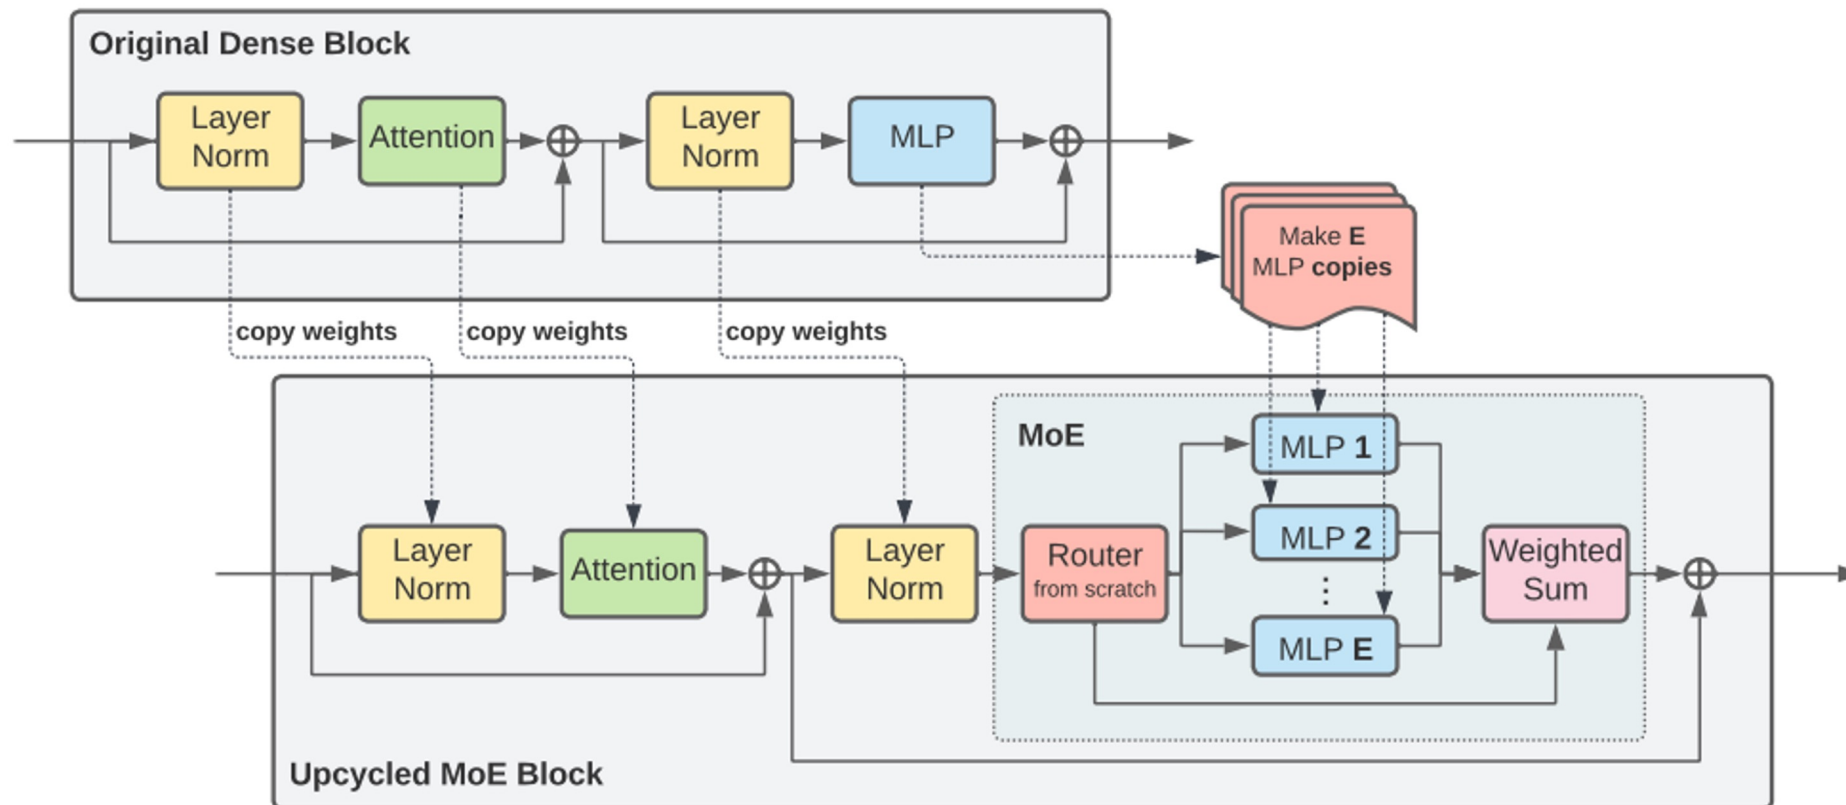 Original Dense Block
Layer
Norm
Attention
Layer
Norm
MLP
Make E
MLP copies
copy weights
copy weights
copy weights
MoE
MLP 1
MLP 2
⋮
MLP E
Layer
Norm
Attention
Layer
Norm
Router
from scratch
Weighted
Sum
Upcycled MoE Block